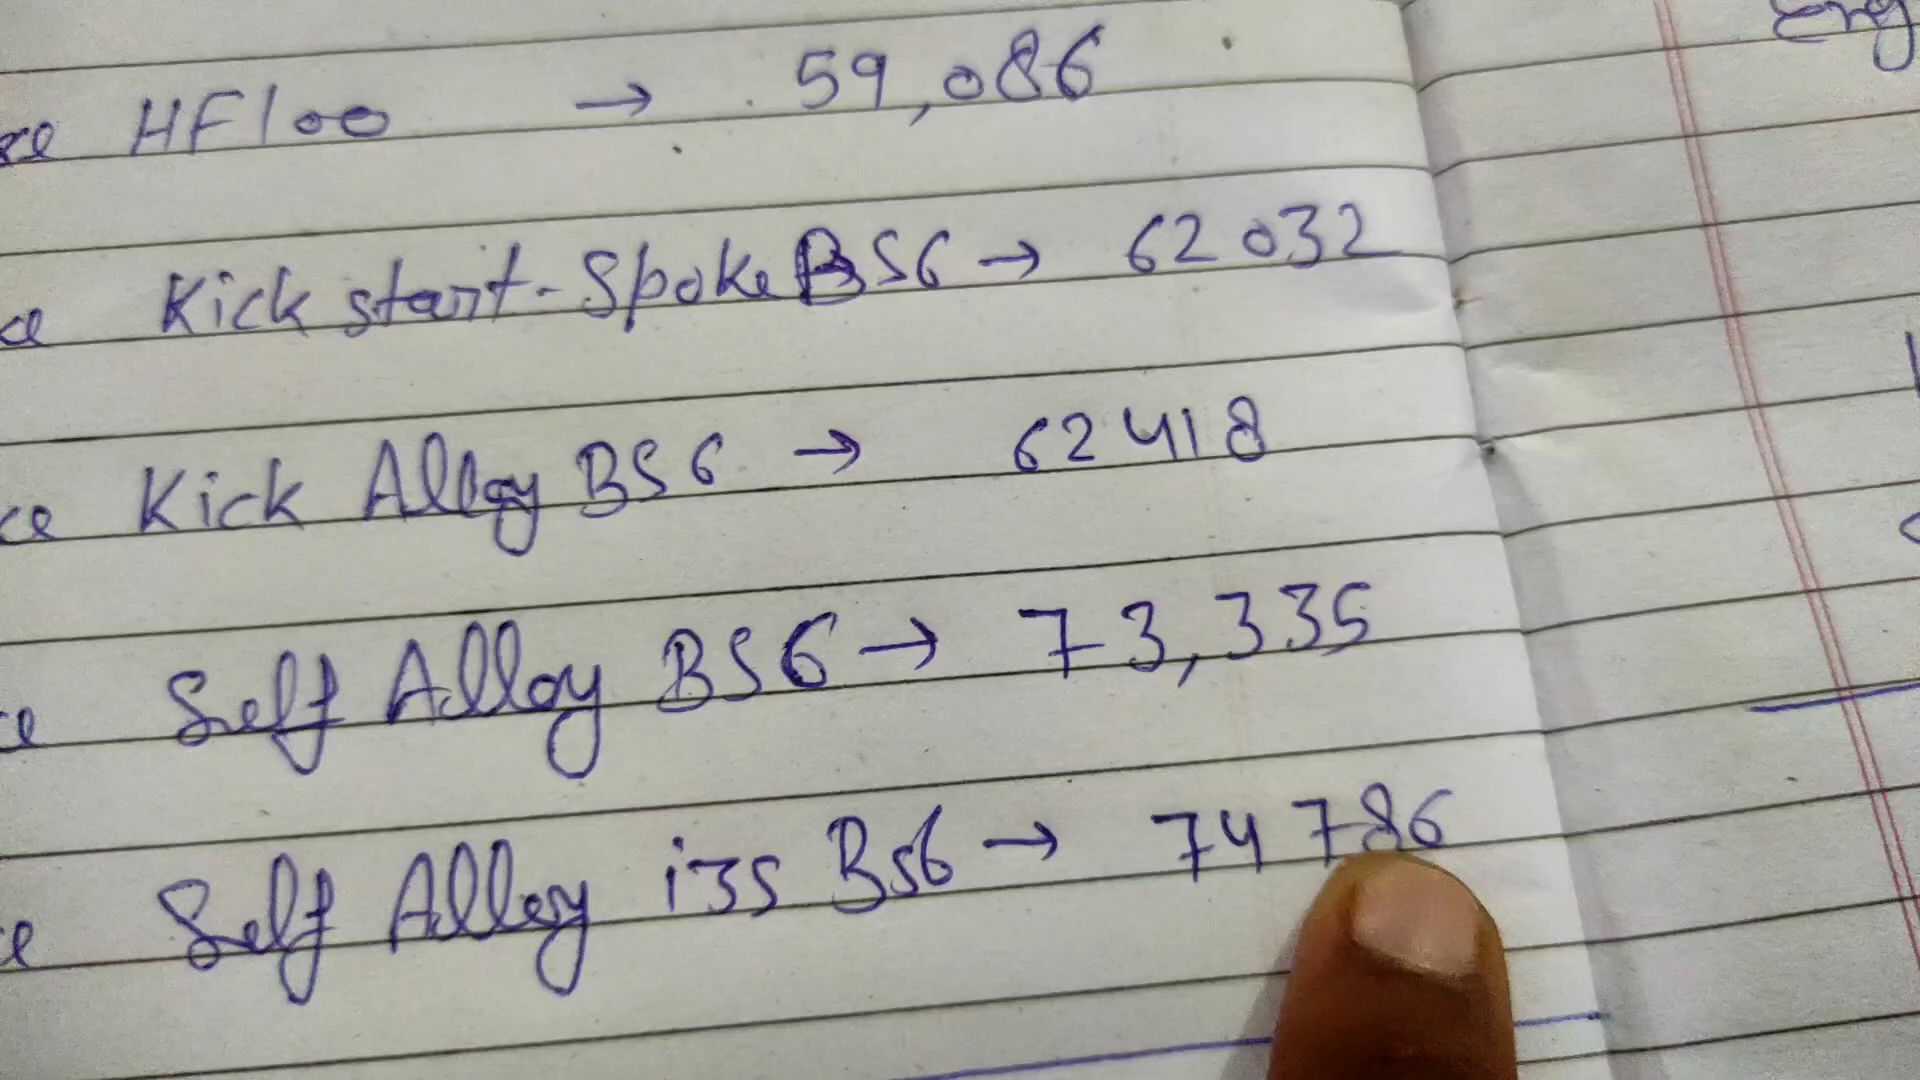 HF100 → 59,086
Kick start-Spoke BS6 → 62032
Kick Alloy BS6 → 62418
Self Alloy BS6 → 73,335
Self Alloy i3s BS6 → 74786
Eng